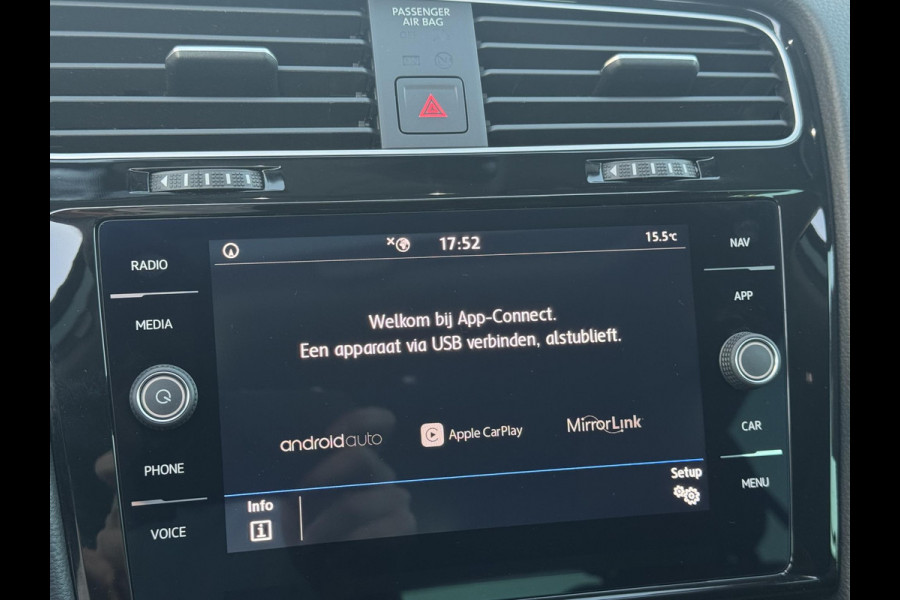 PASSENGER
AIR BAG
17:52
15.5°C
RADIO
NAV
MEDIA
APP
Welkom bij App-Connect.
Een apparaat via USB verbinden, alstublieft.
androidauto
Apple CarPlay
MirrorLink
CAR
PHONE
Setup
MENU
Info
VOICE